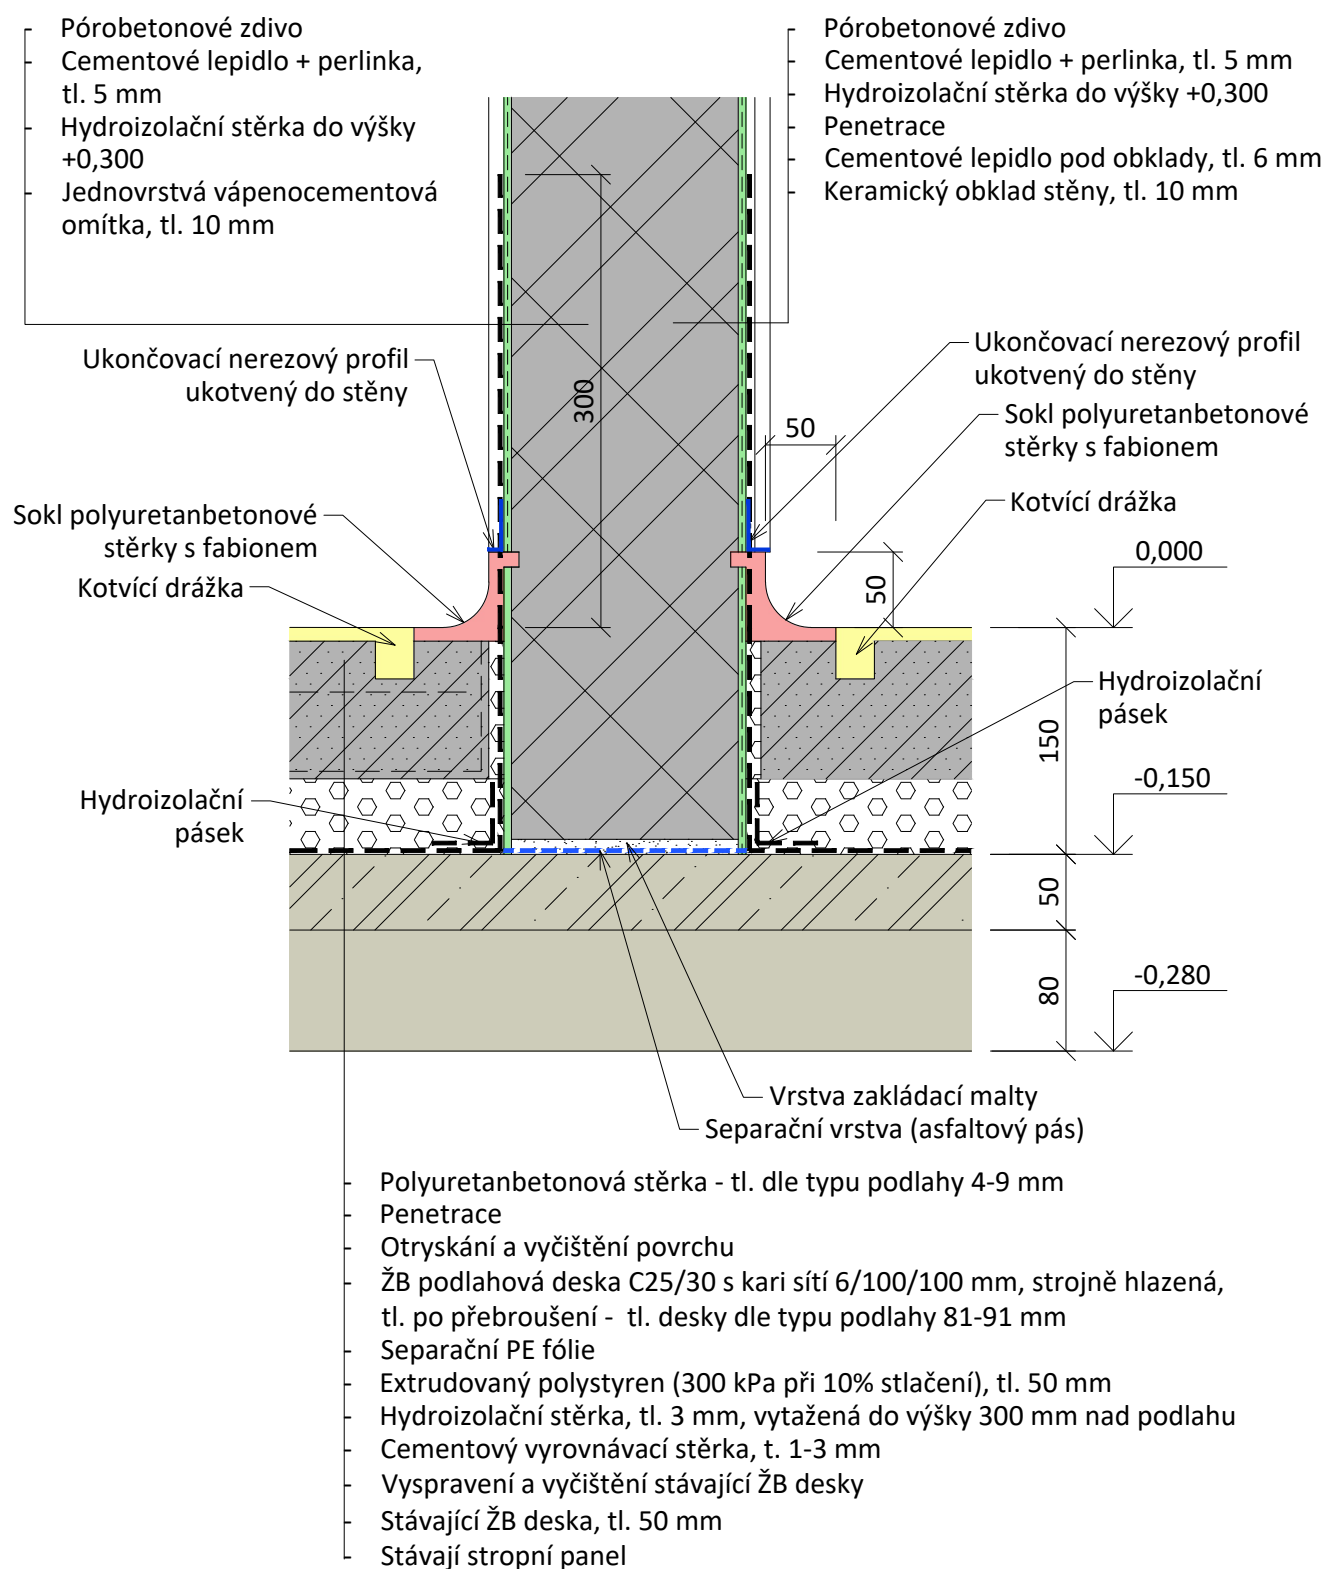 Pórobetonové zdivo
Cementové lepidlo + perlinka,
tl. 5 mm
Hydroizolační stěrka do výšky
+0,300
Jednovrstvá vápenocementová
omítka, tl. 10 mm
Pórobetonové zdivo
Cementové lepidlo + perlinka, tl. 5 mm
Hydroizolační stěrka do výšky +0,300
Penetrace
Cementové lepidlo pod obklady, tl. 6 mm
Keramický obklad stěny, tl. 10 mm
Ukončovací nerezový profil
ukotvený do stěny
300
Ukončovací nerezový profil
ukotvený do stěny
50
Sokl polyuretanbetonové
stěrky s fabionem
Kotvící drážka
Sokl polyuretanbetonové
stěrky s fabionem
Kotvící drážka
0,000
50
Hydroizolační
pásek
150
-0,150
Hydroizolační
pásek
50
-0,280
80
Vrstva zakládací malty
Separační vrstva (asfaltový pás)
Polyuretanbetonová stěrka - tl. dle typu podlahy 4-9 mm
Penetrace
Otryskání a vyčištění povrchu
ŽB podlahová deska C25/30 s kari sítí 6/100/100 mm, strojně hlazená,
tl. po přebroušení - tl. desky dle typu podlahy 81-91 mm
Separační PE fólie
Extrudovaný polystyren (300 kPa při 10% stlačení), tl. 50 mm
Hydroizolační stěrka, tl. 3 mm, vytažená do výšky 300 mm nad podlahu
Cementový vyrovnávací stěrka, t. 1-3 mm
Vyspravení a vyčištění stávající ŽB desky
Stávající ŽB deska, tl. 50 mm
Stávají stropní panel